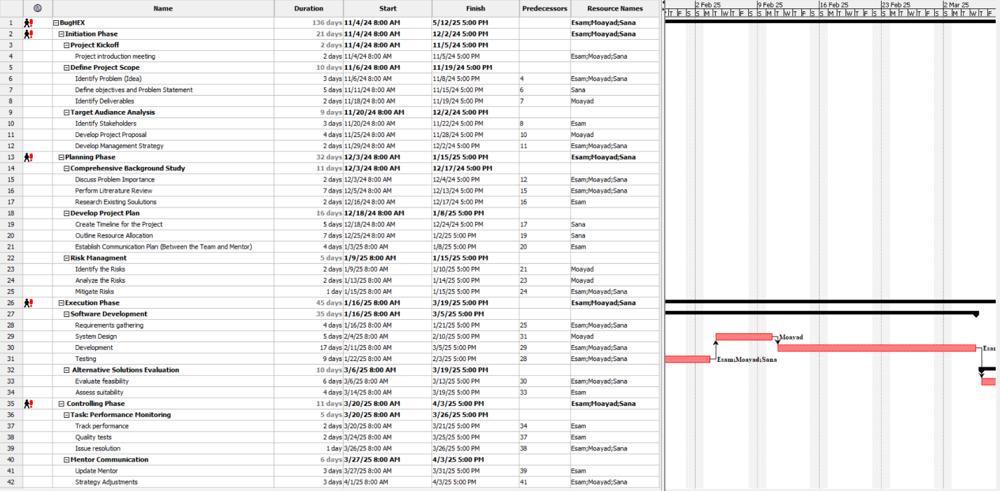 Name Duration Start Finish Predecessors Resource Names
2 Feb 25 9 Feb 25 16 Feb 25 23 Feb 25 2 Mar 25
T F S S M T W T F S S M T W T F S S M T W T F S S M T W T F S S M T W T F
1 BugHEX 136 days 11/4/24 8:00 AM 5/12/25 5:00 PM Esam;Moayad;Sana
2 Initiation Phase 21 days 11/4/24 8:00 AM 12/2/24 5:00 PM Esam;Moayad;Sana
3 Project Kickoff 2 days 11/4/24 8:00 AM 11/5/24 5:00 PM
4 Project introduction meeting 2 days 11/4/24 8:00 AM 11/5/24 5:00 PM Esam;Moayad;Sana
5 Define Project Scope 10 days 11/6/24 8:00 AM 11/19/24 5:00 PM
6 Identify Problem (Idea) 3 days 11/6/24 8:00 AM 11/8/24 5:00 PM 4 Esam;Moayad;Sana
7 Define objectives and Problem Statement 5 days 11/11/24 8:00 AM 11/15/24 5:00 PM 6 Sana
8 Identify Deliverables 2 days 11/18/24 8:00 AM 11/19/24 5:00 PM 7 Moayad
9 Target Audiance Analysis 9 days 11/20/24 8:00 AM 12/2/24 5:00 PM
10 Identify Stakeholders 3 days 11/20/24 8:00 AM 11/22/24 5:00 PM 8 Esam
11 Develop Project Proposal 4 days 11/25/24 8:00 AM 11/28/24 5:00 PM 10 Moayad
12 Develop Management Strategy 2 days 11/29/24 8:00 AM 12/2/24 5:00 PM 11 Esam;Moayad;Sana
13 Planning Phase 32 days 12/3/24 8:00 AM 1/15/25 5:00 PM Esam;Moayad;Sana
14 Comprehensive Background Study 11 days 12/3/24 8:00 AM 12/17/24 5:00 PM
15 Discuss Problem Importance 2 days 12/3/24 8:00 AM 12/4/24 5:00 PM 12 Esam;Moayad;Sana
16 Perform Litrerature Review 7 days 12/5/24 8:00 AM 12/13/24 5:00 PM 15 Esam;Moayad;Sana
17 Research Existing Soulutions 2 days 12/16/24 8:00 AM 12/17/24 5:00 PM 16 Esam
18 Develop Project Plan 16 days 12/18/24 8:00 AM 1/8/25 5:00 PM
19 Create Timeline for the Project 5 days 12/18/24 8:00 AM 12/24/24 5:00 PM 17 Sana
20 Outline Resource Allocation 7 days 12/25/24 8:00 AM 1/2/25 5:00 PM 19 Sana
21 Establish Communication Plan (Between the Team and Mentor) 4 days 1/3/25 8:00 AM 1/8/25 5:00 PM 20 Esam
22 Risk Managment 5 days 1/9/25 8:00 AM 1/15/25 5:00 PM
23 Identify the Risks 2 days 1/9/25 8:00 AM 1/10/25 5:00 PM 21 Moayad
24 Analyze the Risks 2 days 1/13/25 8:00 AM 1/14/25 5:00 PM 23 Moayad
25 Mitigate Risks 1 day 1/15/25 8:00 AM 1/15/25 5:00 PM 24 Esam;Moayad;Sana
26 Execution Phase 45 days 1/16/25 8:00 AM 3/19/25 5:00 PM Esam;Moayad;Sana
27 Software Development 35 days 1/16/25 8:00 AM 3/5/25 5:00 PM
28 Requirements gathering 4 days 1/16/25 8:00 AM 1/21/25 5:00 PM 25 Esam;Moayad;Sana
29 System Design 5 days 2/4/25 8:00 AM 2/10/25 5:00 PM 31 Moayad Moayad
30 Development 17 days 2/11/25 8:00 AM 3/5/25 5:00 PM 29 Esam;Moayad;Sana Esar
31 Testing 9 days 1/22/25 8:00 AM 2/3/25 5:00 PM 28 Esam;Moayad;Sana Esam;Moayad;Sana
32 Alternative Solutions Evaluation 10 days 3/6/25 8:00 AM 3/19/25 5:00 PM
33 Evaluate feasibility 6 days 3/6/25 8:00 AM 3/13/25 5:00 PM 30 Esam;Moayad;Sana
34 Assess suitability 4 days 3/14/25 8:00 AM 3/19/25 5:00 PM 33 Esam
35 Controlling Phase 11 days 3/20/25 8:00 AM 4/3/25 5:00 PM Esam;Moayad;Sana
36 Task: Performance Monitoring 5 days 3/20/25 8:00 AM 3/26/25 5:00 PM
37 Track performance 2 days 3/20/25 8:00 AM 3/21/25 5:00 PM 34 Esam
38 Quality tests 2 days 3/24/25 8:00 AM 3/25/25 5:00 PM 37 Esam
39 Issue resolution 1 day 3/26/25 8:00 AM 3/26/25 5:00 PM 38 Esam;Moayad;Sana
40 Mentor Communication 6 days 3/27/25 8:00 AM 4/3/25 5:00 PM
41 Update Mentor 3 days 3/27/25 8:00 AM 3/31/25 5:00 PM 39 Esam
42 Strategy Adjustments 3 days 4/1/25 8:00 AM 4/3/25 5:00 PM 41 Esam;Moayad;Sana